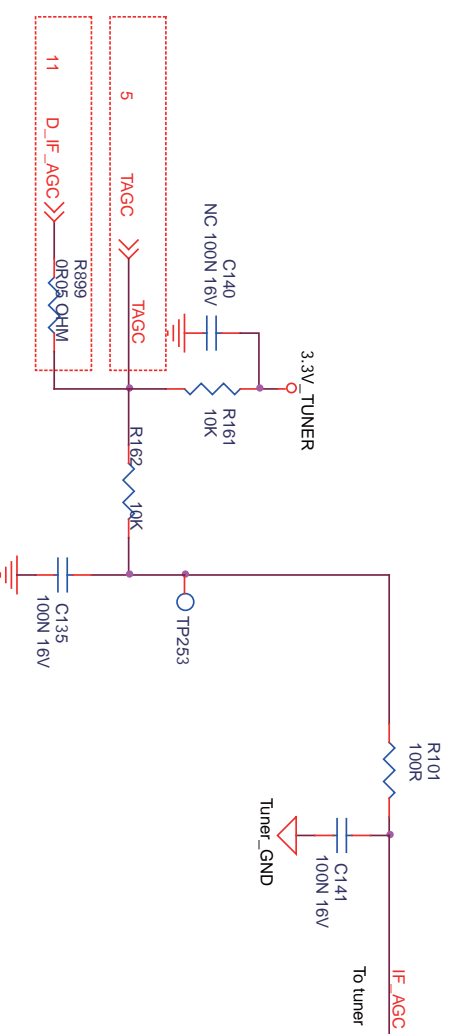 11 D_IF_AGC
R899
0R05 OHM
5 TAGC
TAGC
C140
NC 100N 16V
3.3V_TUNER
R161
10K
R162
10K
C135
100N 16V
TP253
R101
100R
C141
100N 16V
Tuner_GND
IF_AGC
To tuner